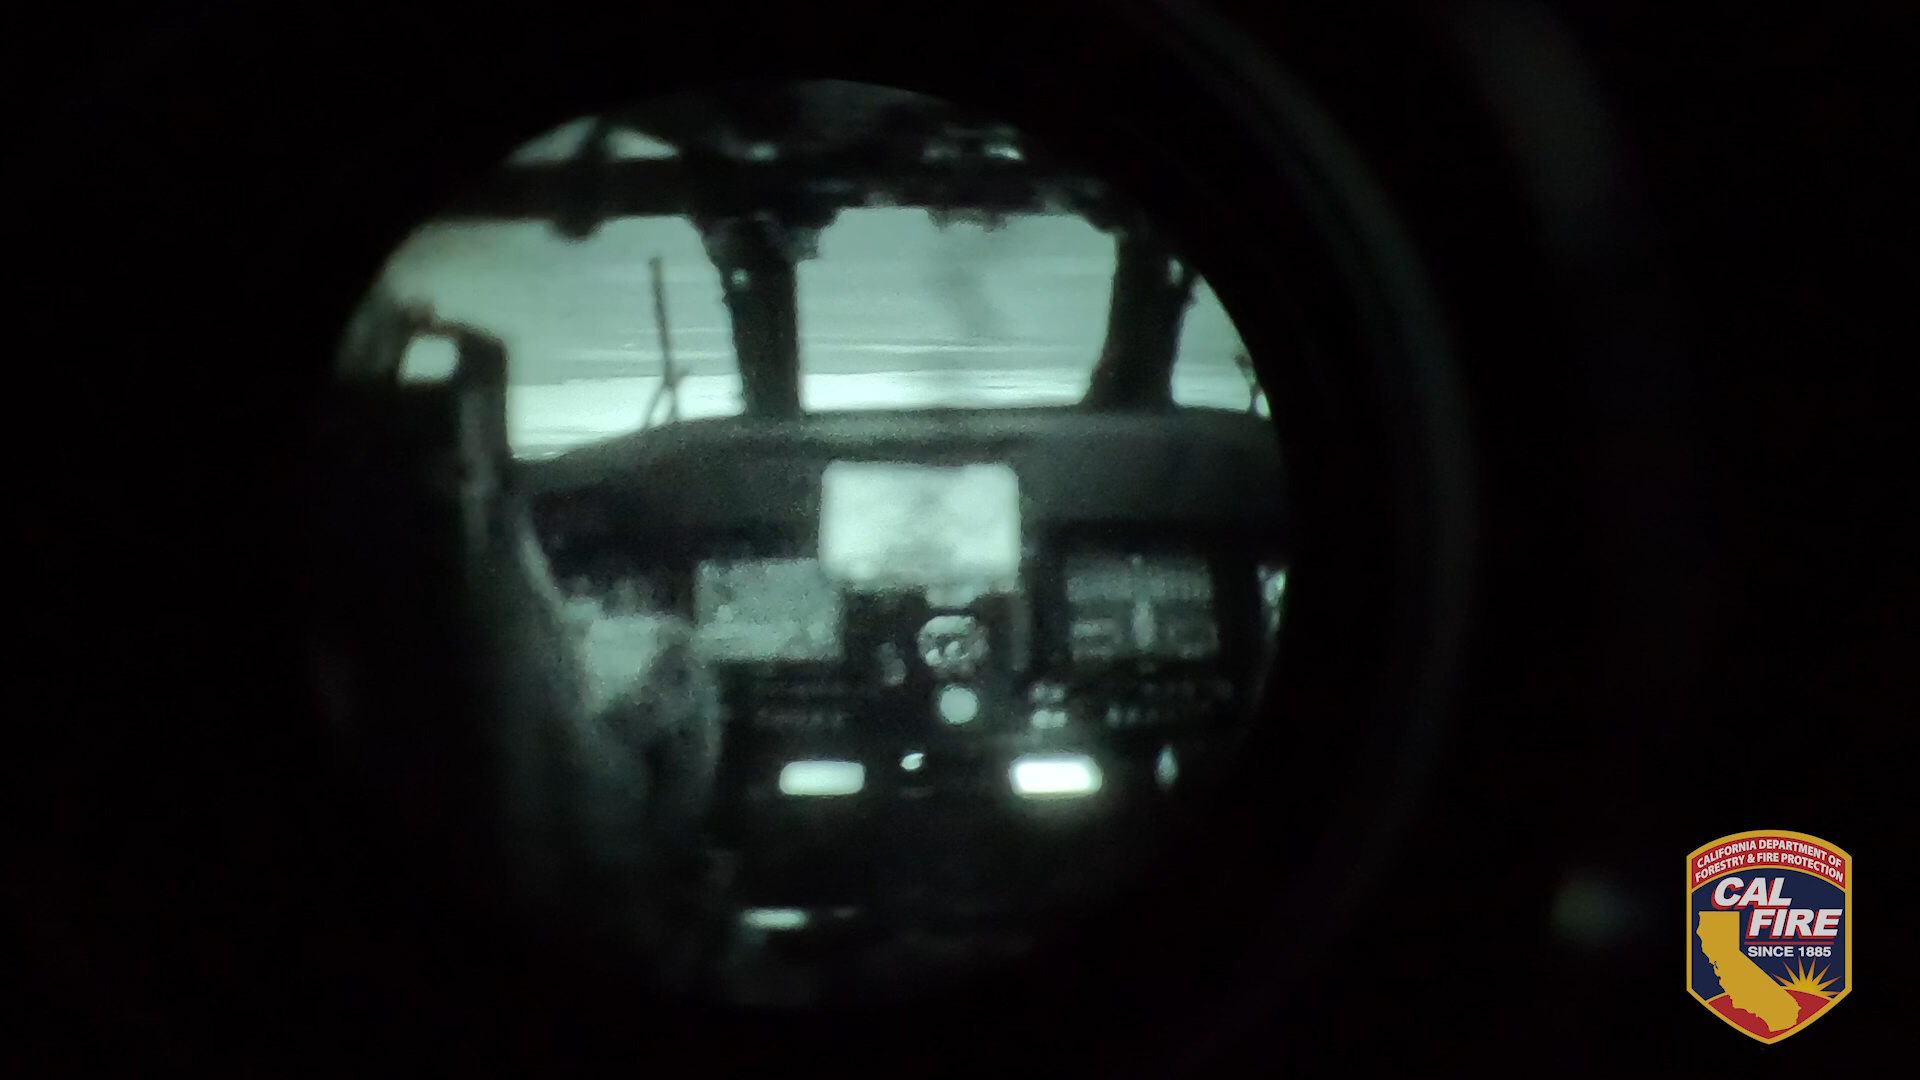 CALIFORNIA DEPARTMENT OF
FORESTRY & FIRE PROTECTION
CAL
FIRE
SINCE 1885